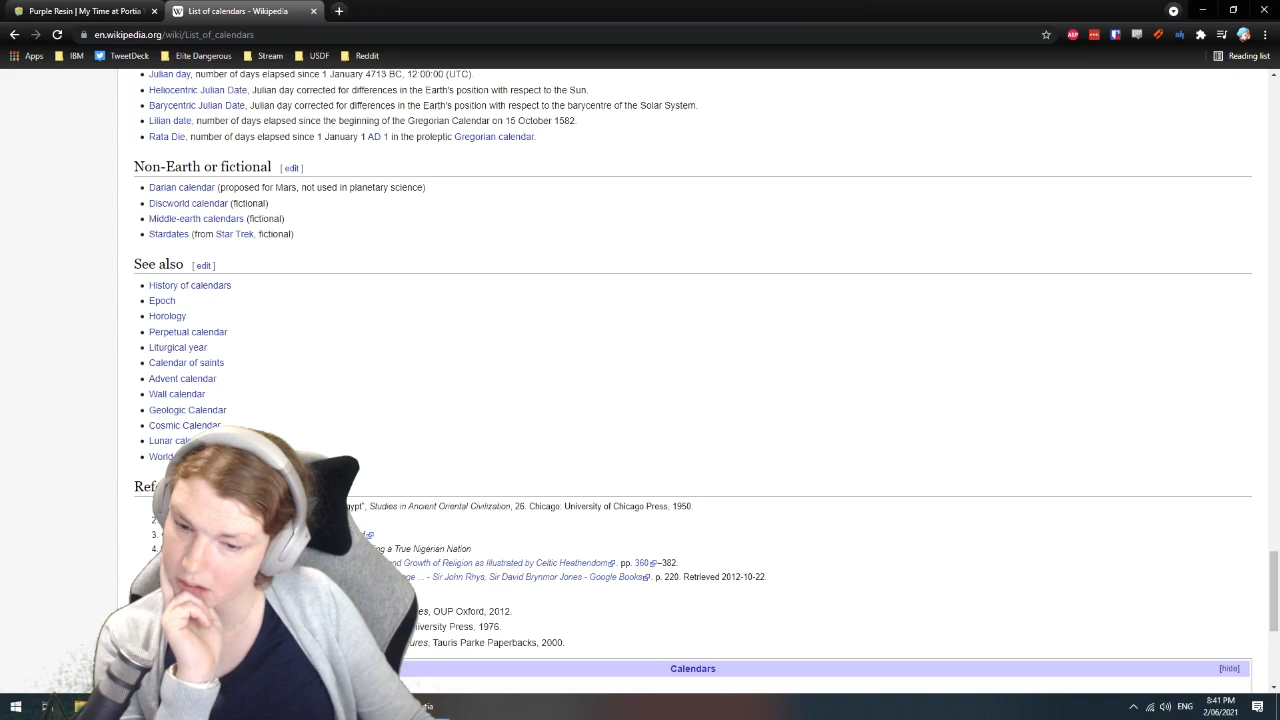 Purple Resin | My Time at Portia
List of calendars - Wikipedia
en.wikipedia.org/wiki/List_of_calendars
Apps IBM TweetDeck Elite Dangerous Stream USDF Reddit Reading list
Julian day, number of days elapsed since 1 January 4713 BC, 12:00:00 (UTC).
Heliocentric Julian Date, Julian day corrected for differences in the Earth's position with respect to the Sun.
Barycentric Julian Date, Julian day corrected for differences in the Earth's position with respect to the barycentre of the Solar System.
Lilian date, number of days elapsed since the beginning of the Gregorian Calendar on 15 October 1582.
Rata Die, number of days elapsed since 1 January 1 AD 1 in the proleptic Gregorian calendar.
Non-Earth or fictional [ edit ]
Darian calendar (proposed for Mars, not used in planetary science)
Discworld calendar (fictional)
Middle-earth calendars (fictional)
Stardates (from Star Trek, fictional)
See also [ edit ]
History of calendars
Epoch
Horology
Perpetual calendar
Liturgical year
Calendar of saints
Advent calendar
Wall calendar
Geologic Calendar
Cosmic Calendar
Lunar
World
Studies in Ancient Oriental Civilization, 26. Chicago: University of Chicago Press, 1950.
2.
3.
4. a True Nigerian Nation
and Growth of Religion as Illustrated by Celtic Heathendom. pp. 360–382.
... - Sir John Rhys, Sir David Brynmor Jones - Google Books. p. 220. Retrieved 2012-10-22.
OUP Oxford, 2012.
Press, 1976.
Tauris Parke Paperbacks, 2000.
Calendars [hide]
ENG
8:41 PM
2/06/2021